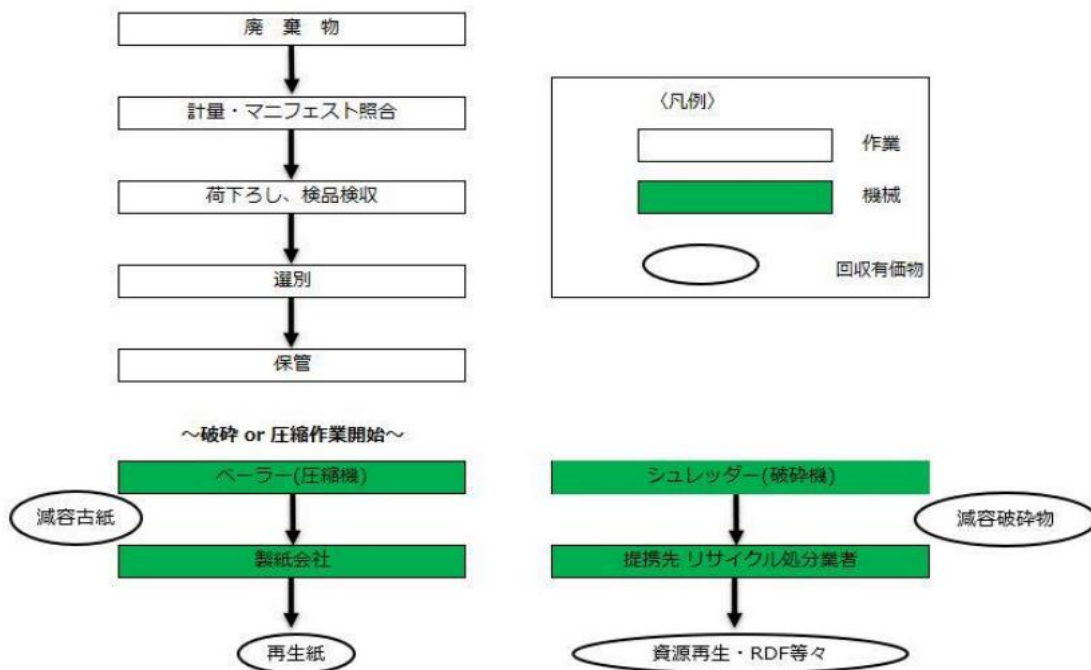 廃 棄 物
計量・マニフェスト照合
荷下ろし、検品検収
選別
保管
〈凡例〉
作業
機械
回収有価物
～破砕 or 圧縮作業開始～
ベーラー(圧縮機)
減容古紙
製紙会社
再生紙
シュレッダー(破砕機)
減容破砕物
提携先 リサイクル処分業者
資源再生・RDF等々